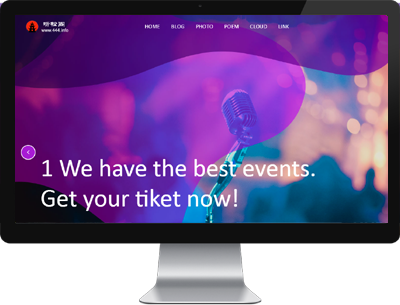 www.444.info
HOME BLOG PHOTO POEM CLOUD LINK
1 We have the best events.
Get your tiket now!